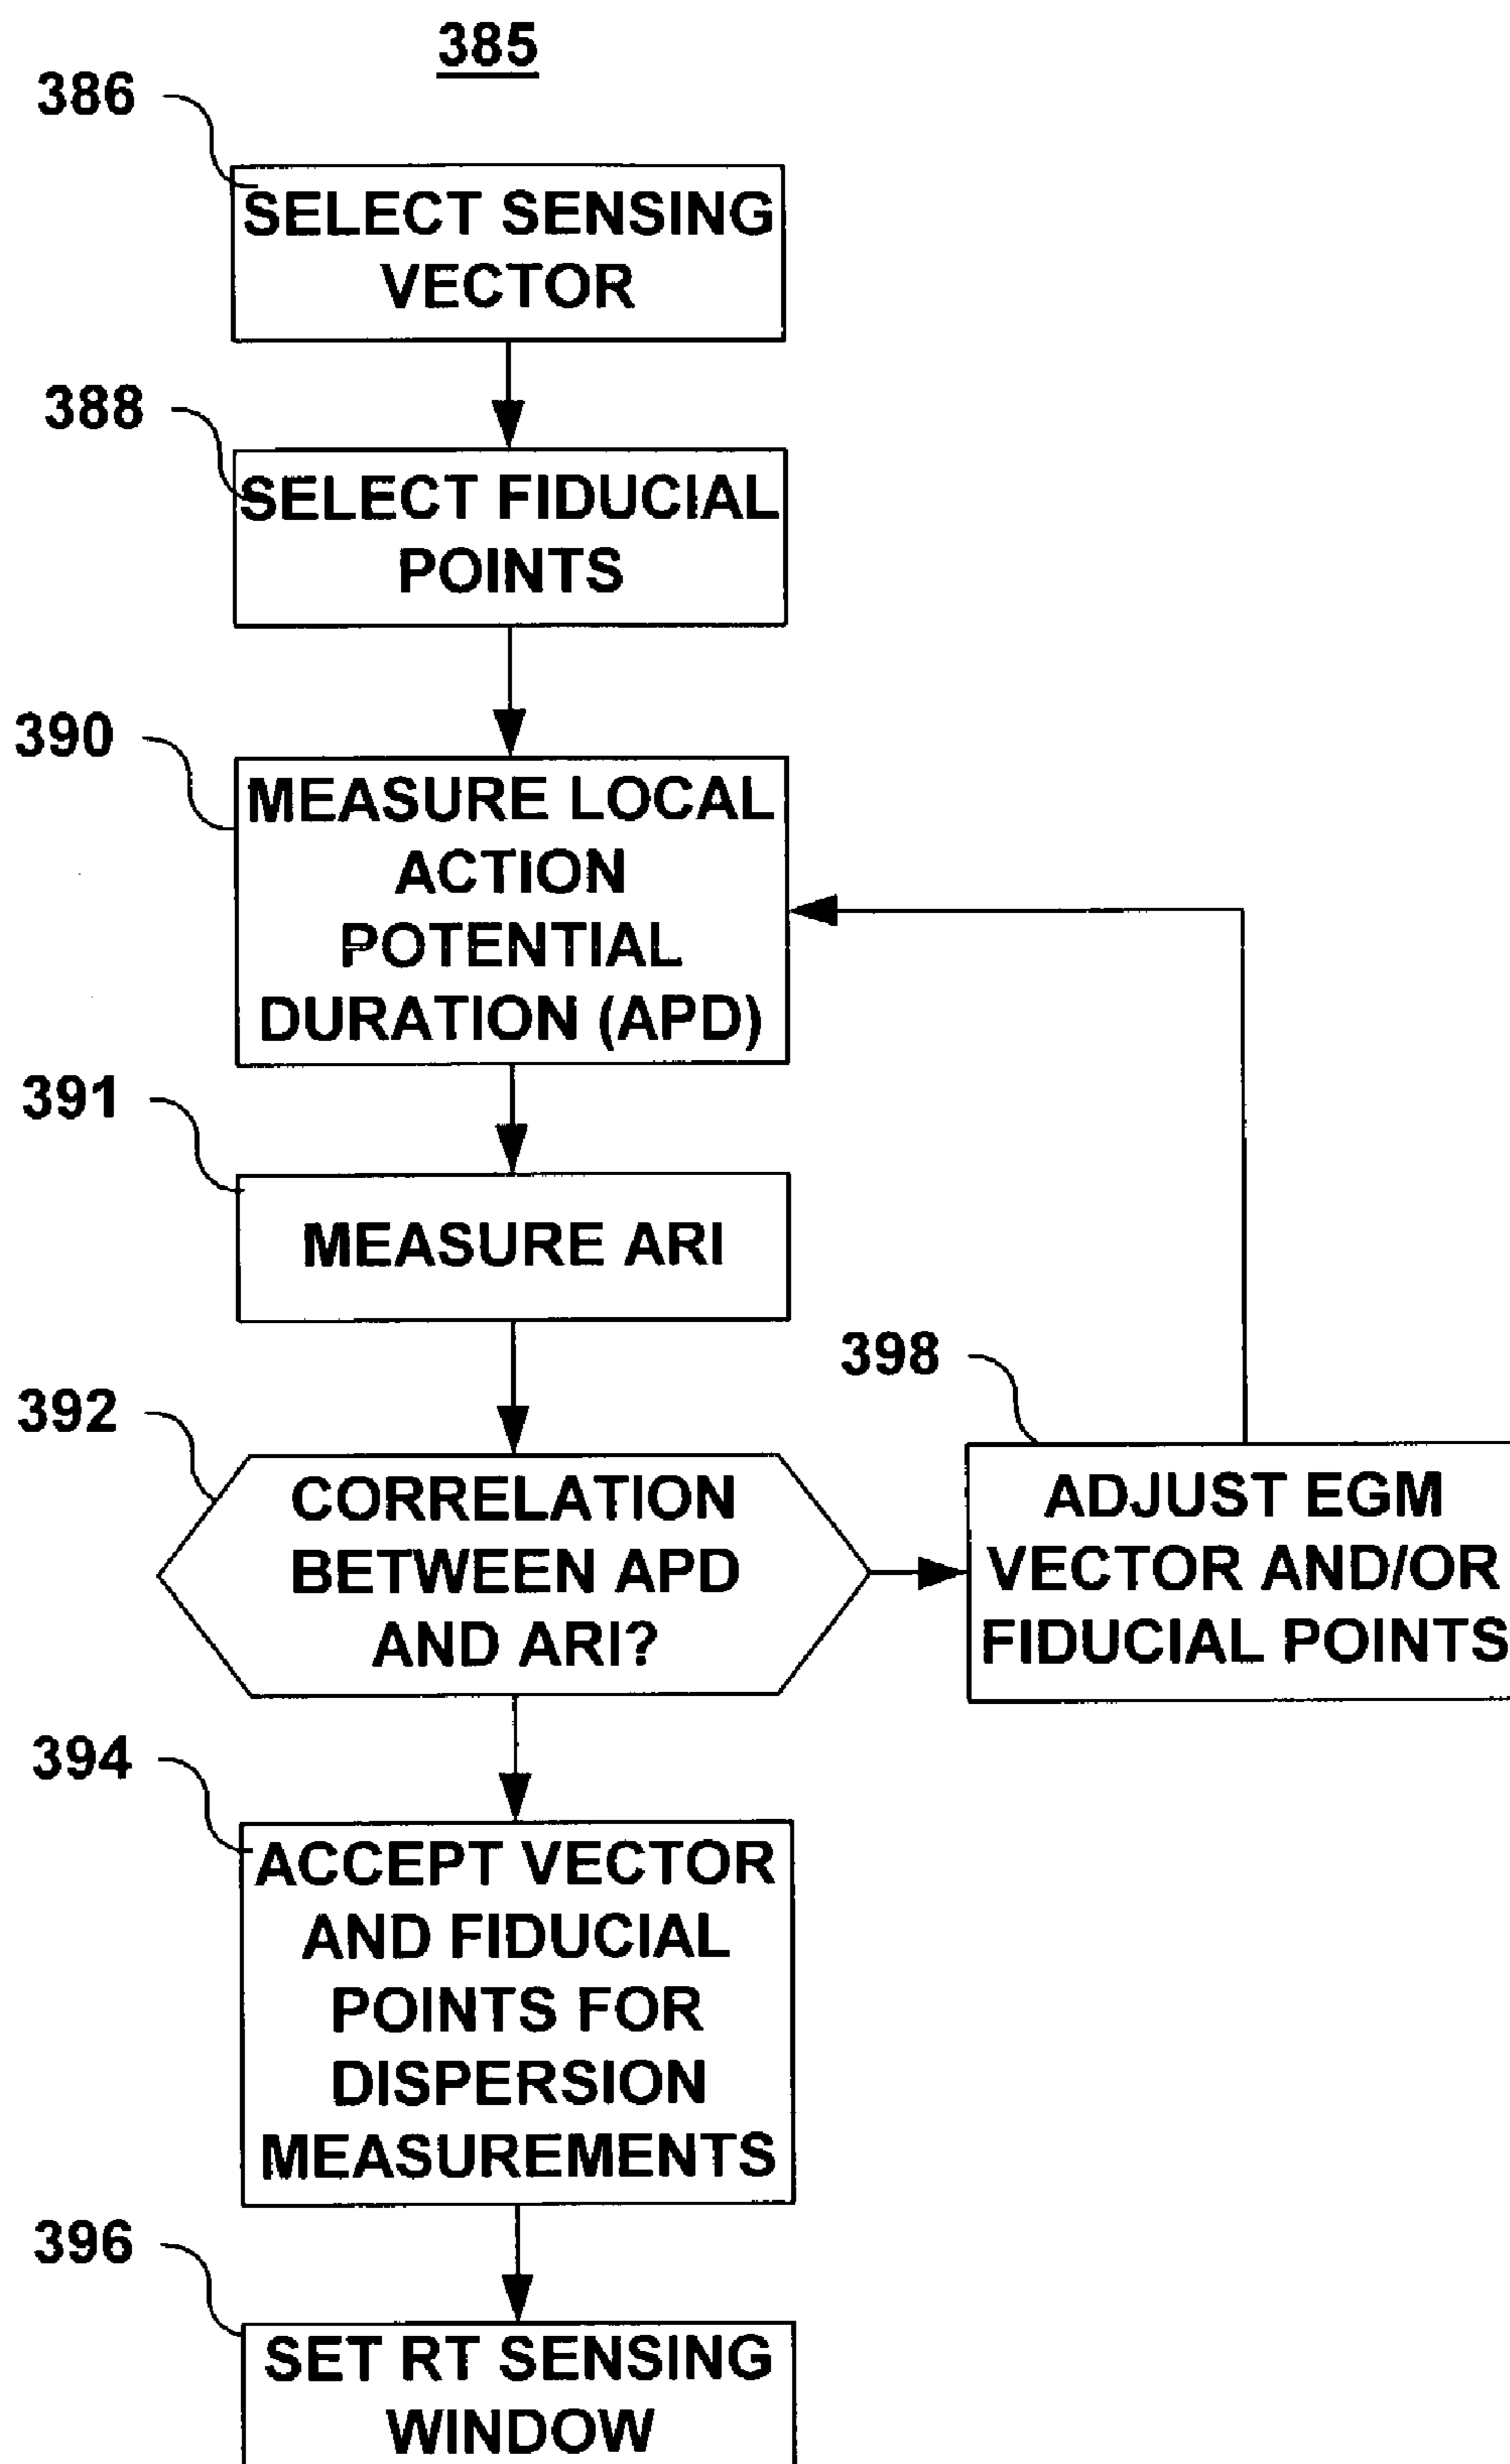 385
386
SELECT SENSING
VECTOR
388
SELECT FIDUCIAL
POINTS
390
MEASURE LOCAL
ACTION
POTENTIAL
DURATION (APD)
391
MEASURE ARI
392
CORRELATION
BETWEEN APD
AND ARI?
398
ADJUST EGM
VECTOR AND/OR
FIDUCIAL POINTS
394
ACCEPT VECTOR
AND FIDUCIAL
POINTS FOR
DISPERSION
MEASUREMENTS
396
SET RT SENSING
WINDOW